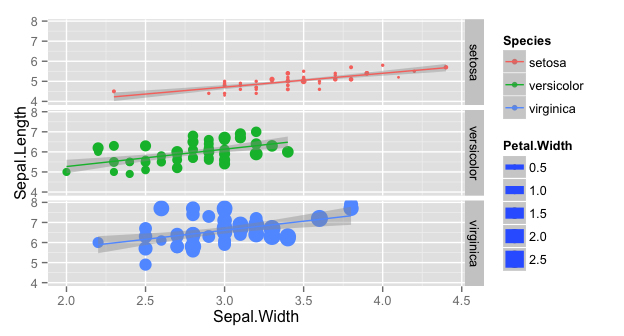 8
7
6
5
4
setosa
8
7
6
5
4
versicolor
8
7
6
5
4
virginica
Sepal.Length
2.0 2.5 3.0 3.5 4.0 4.5
Sepal.Width
Species
setosa
versicolor
virginica
Petal.Width
0.5
1.0
1.5
2.0
2.5